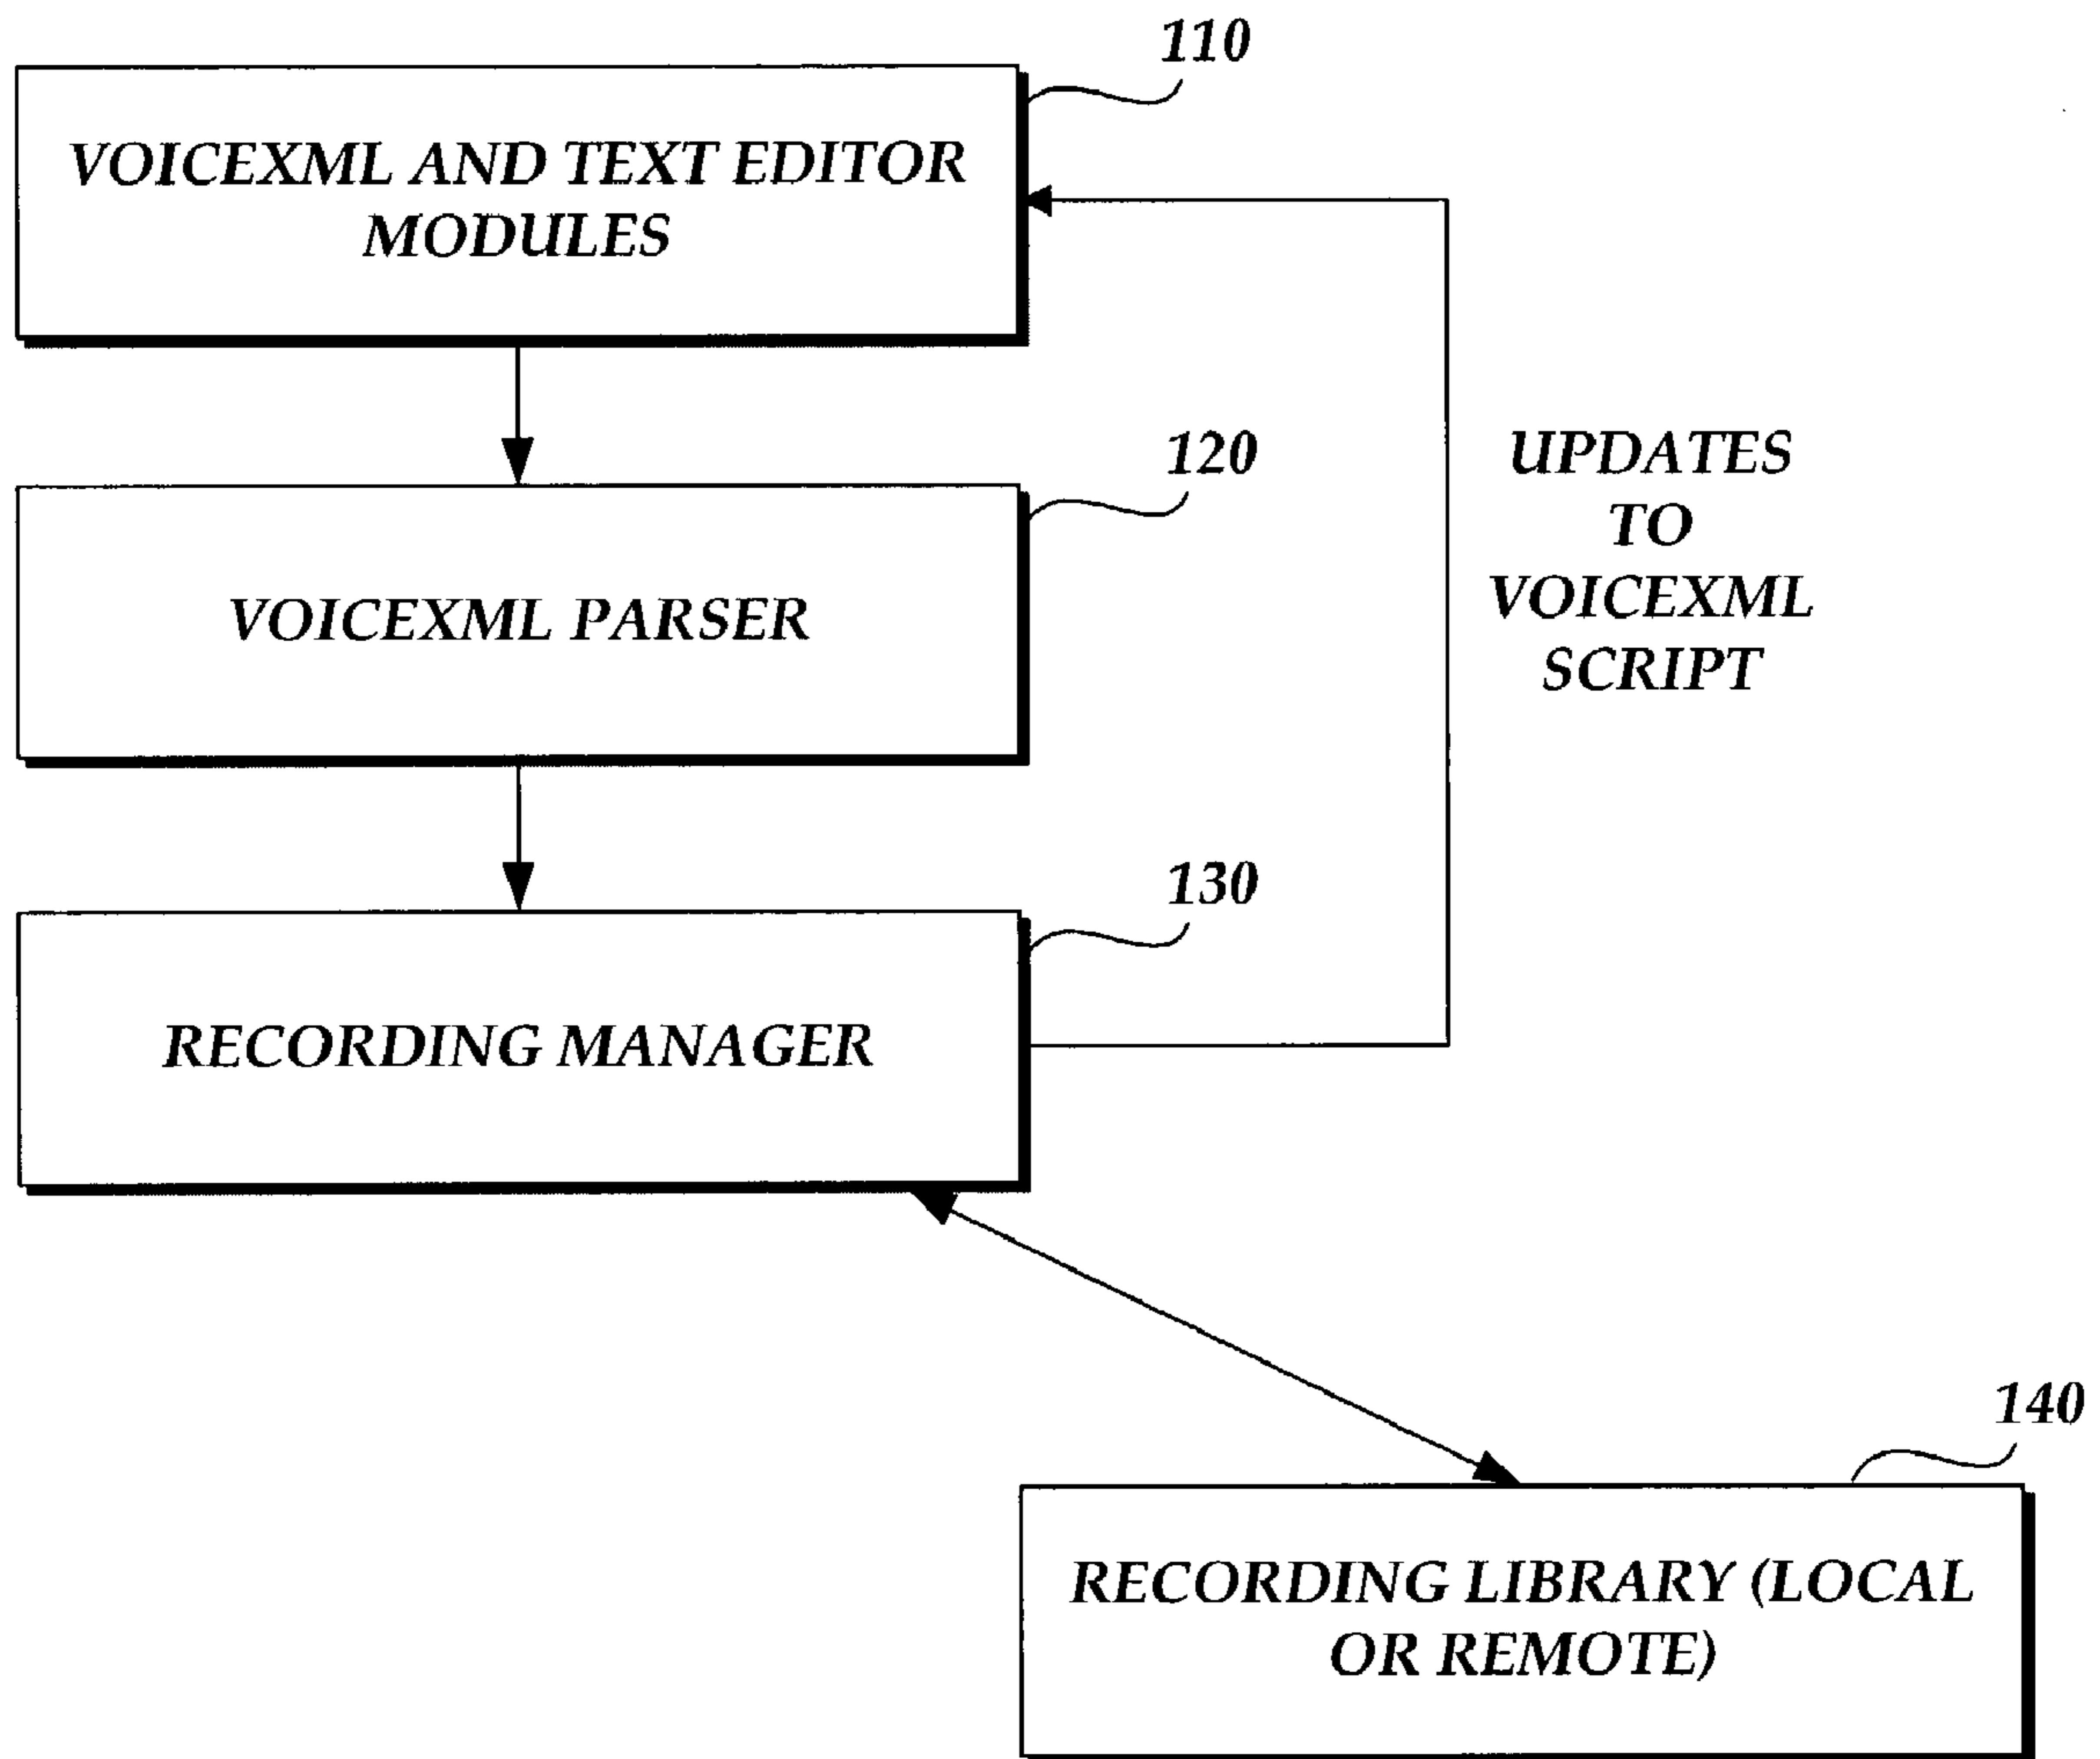 110
VOICEXML AND TEXT EDITOR
MODULES
120
VOICEXML PARSER
UPDATES
TO
VOICEXML
SCRIPT
130
RECORDING MANAGER
140
RECORDING LIBRARY (LOCAL
OR REMOTE)